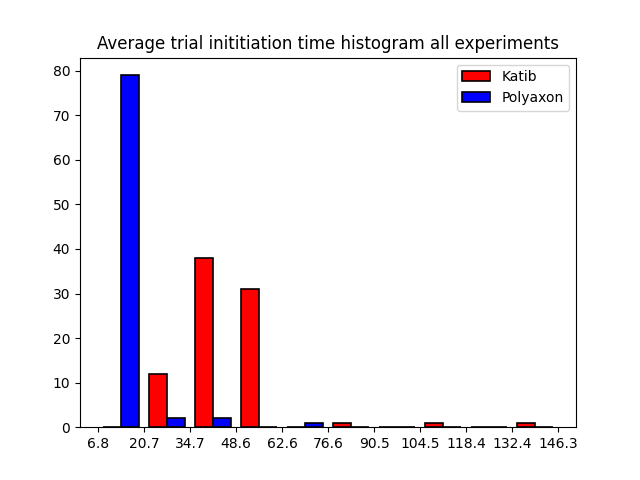 Average trial inititiation time histogram all experiments
Katib
Polyaxon
80
70
60
50
40
30
20
10
0
6.8 20.7 34.7 48.6 62.6 76.6 90.5 104.5 118.4 132.4 146.3